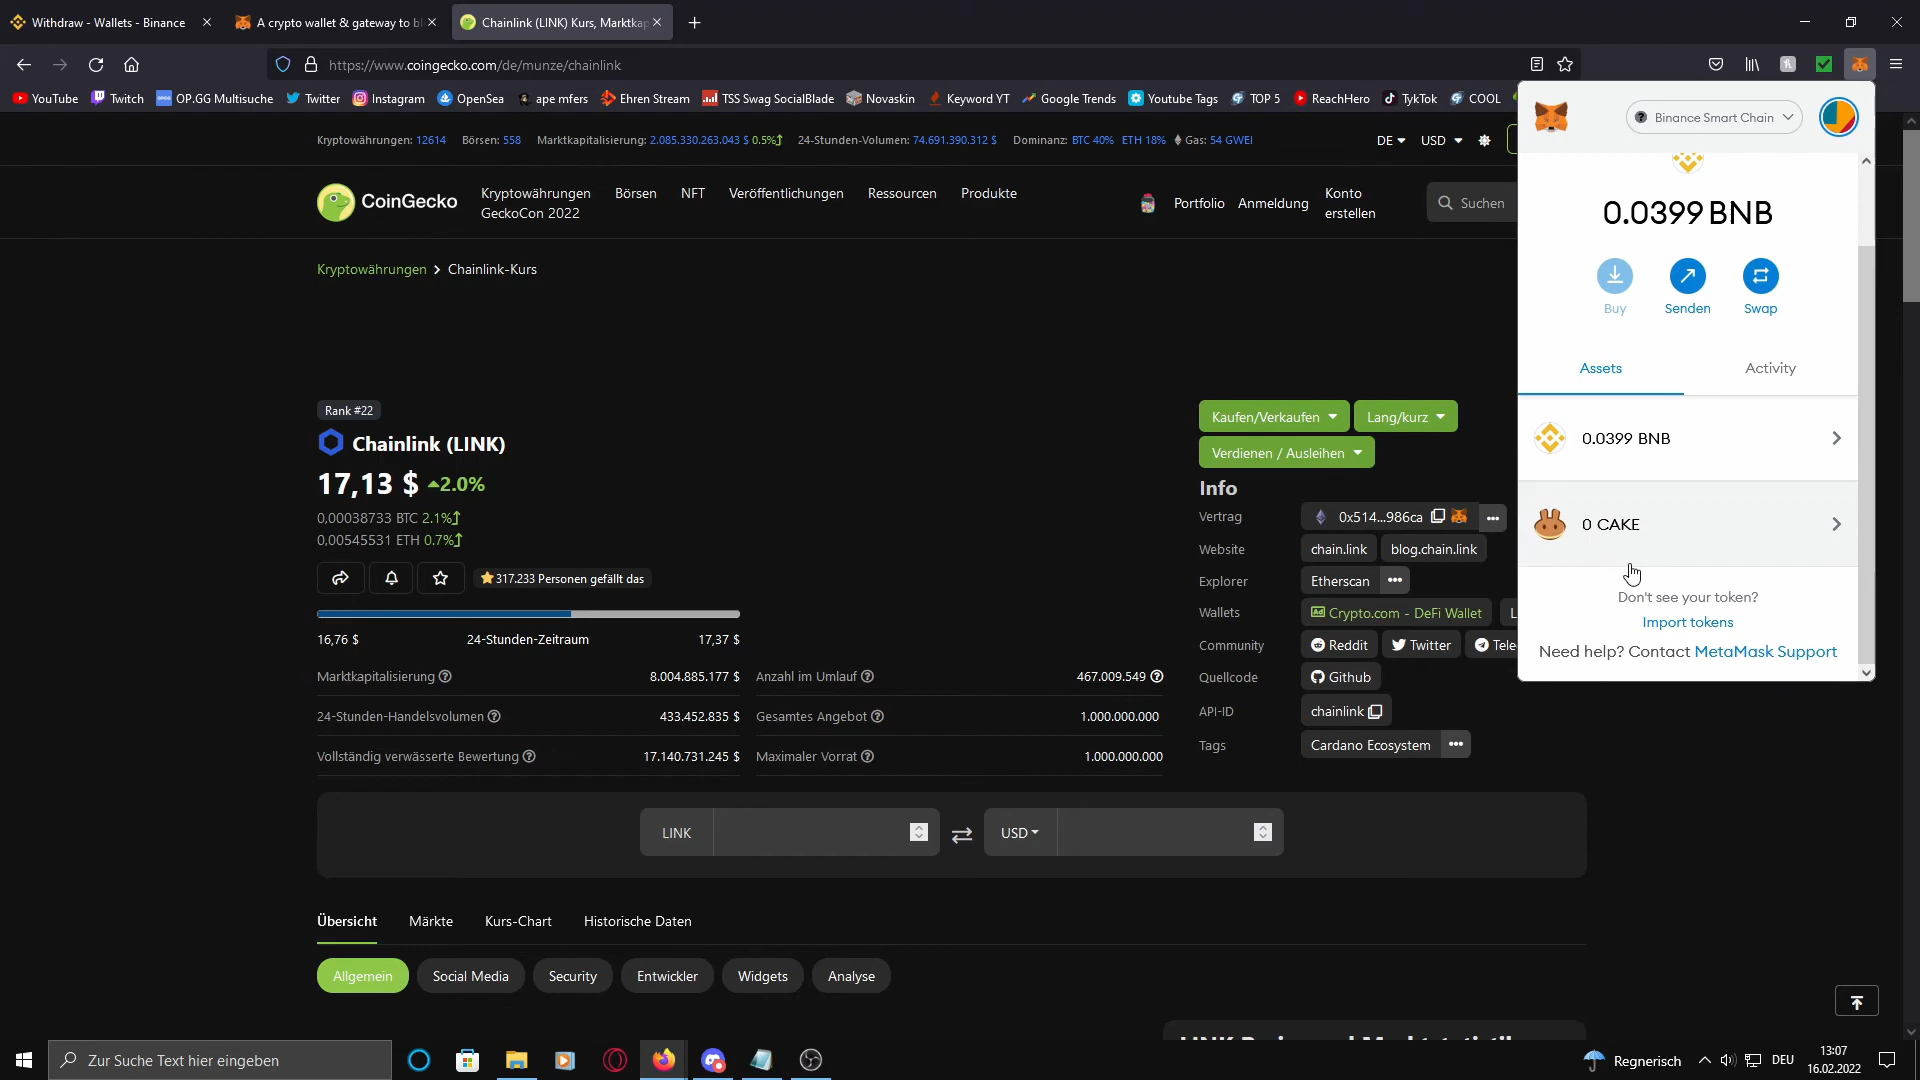 Withdraw - Wallets - Binance
A crypto wallet & gateway to bl
Chainlink (LINK) Kurs, Marktkap
https://www.coingecko.com/de/munze/chainlink
YouTube
Twitch
OP.GG Multisuche
Twitter
Instagram
OpenSea
ape mfers
Ehren Stream
TSS Swag SocialBlade
Novaskin
Keyword YT
Google Trends
Youtube Tags
TOP 5
ReachHero
TykTok
COOL
Kryptowährungen: 12614
Börsen: 558
Marktkapitalisierung: 2.085.330.263.043 $ 0.5%
24-Stunden-Volumen: 74.691.390.312 $
Dominanz: BTC 40% ETH 18%
Gas: 54 GWEI
DE
USD
CoinGecko
Kryptowährungen
Börsen
NFT
Veröffentlichungen
Ressourcen
Produkte
GeckoCon 2022
Portfolio
Anmeldung
Konto
erstellen
Suchen
Kryptowährungen
Chainlink-Kurs
Rank #22
Chainlink (LINK)
17,13 $ 2.0%
0,00038733 BTC 2.1%
0,00545531 ETH 0.7%
317.233 Personen gefällt das
16,76 $
24-Stunden-Zeitraum
17,37 $
Marktkapitalisierung
8.004.885.177 $
24-Stunden-Handelsvolumen
433.452.835 $
Vollständig verwässerte Bewertung
17.140.731.245 $
Anzahl im Umlauf
467.009.549
Gesamtes Angebot
1.000.000.000
Maximaler Vorrat
1.000.000.000
Kaufen/Verkaufen
Lang/kurz
Verdienen / Ausleihen
Info
Vertrag
0x514...986ca
Website
chain.link
blog.chain.link
Explorer
Etherscan
Wallets
Ad Crypto.com - DeFi Wallet
L
Community
Reddit
Twitter
Tele
Quellcode
Github
API-ID
chainlink
Tags
Cardano Ecosystem
LINK
USD
Übersicht
Märkte
Kurs-Chart
Historische Daten
Allgemein
Social Media
Security
Entwickler
Widgets
Analyse
Binance Smart Chain
0.0399 BNB
Buy
Senden
Swap
Assets
Activity
0.0399 BNB
0 CAKE
Don't see your token?
Import tokens
Need help? Contact MetaMask Support
Zur Suche Text hier eingeben
Regnerisch
DEU
13:07
16.02.2022